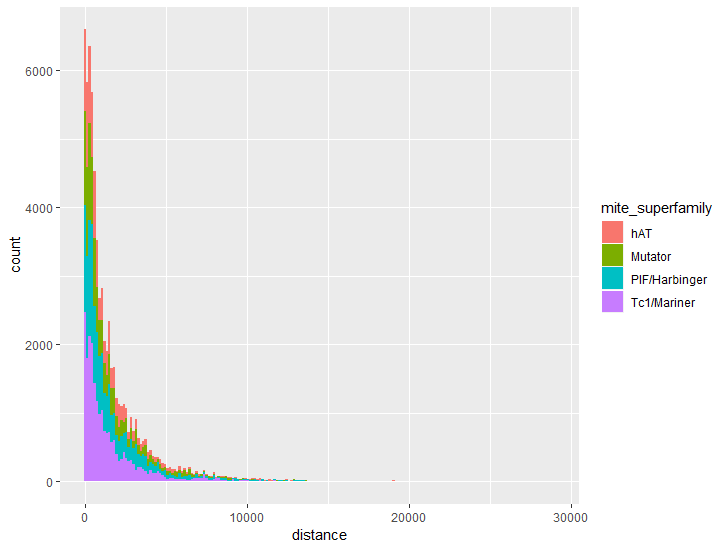 6000
4000
2000
0
count
0
10000
20000
30000
distance
mite_superfamily
hAT
Mutator
PIF/Harbinger
Tc1/Mariner